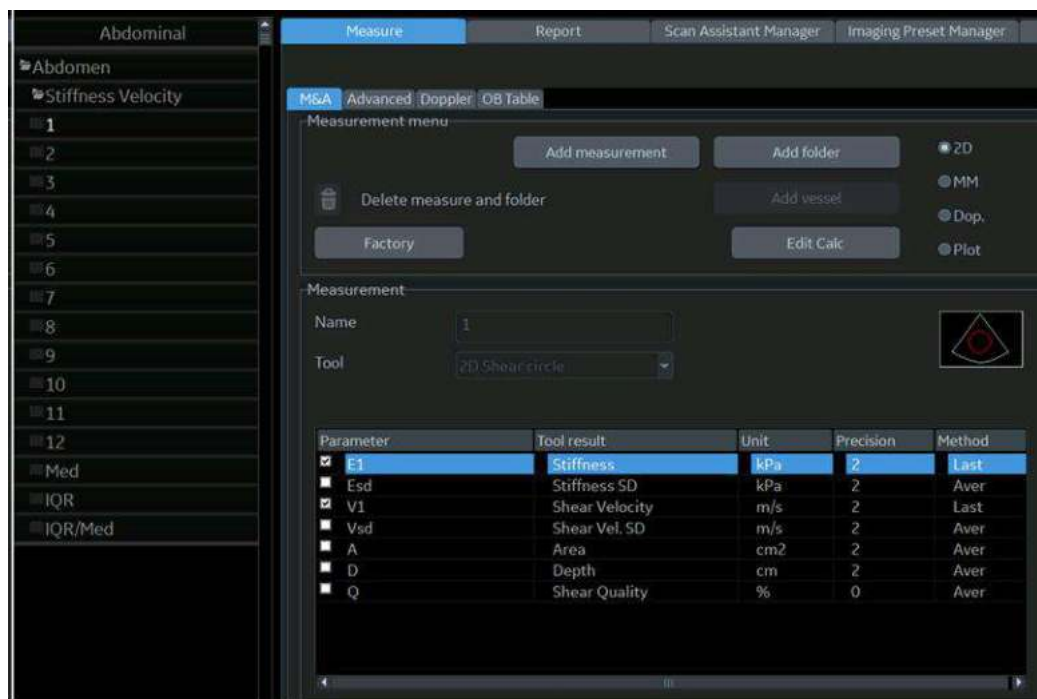 Abdominal
Abdomen
Stiffness Velocity
1
2
3
4
5
6
7
8
9
10
11
12
Med
IQR
IQR/Med
Measure Report Scan Assistant Manager Imaging Preset Manager
M&A Advanced Doppler OB Table
Measurement menu
Add measurement Add folder 2D
MM
Delete measure and folder Add vessel
Dop.
Factory Edit Calc
Plot
Measurement
Name 1
Tool 2D Shear circle
Parameter Tool result Unit Precision Method
E1 Stiffness kPa 2 Last
Esd Stiffness SD kPa 2 Aver
V1 Shear Velocity m/s 2 Last
Vsd Shear Vel. SD m/s 2 Aver
A Area cm2 2 Aver
D Depth cm 2 Aver
Q Shear Quality % 0 Aver